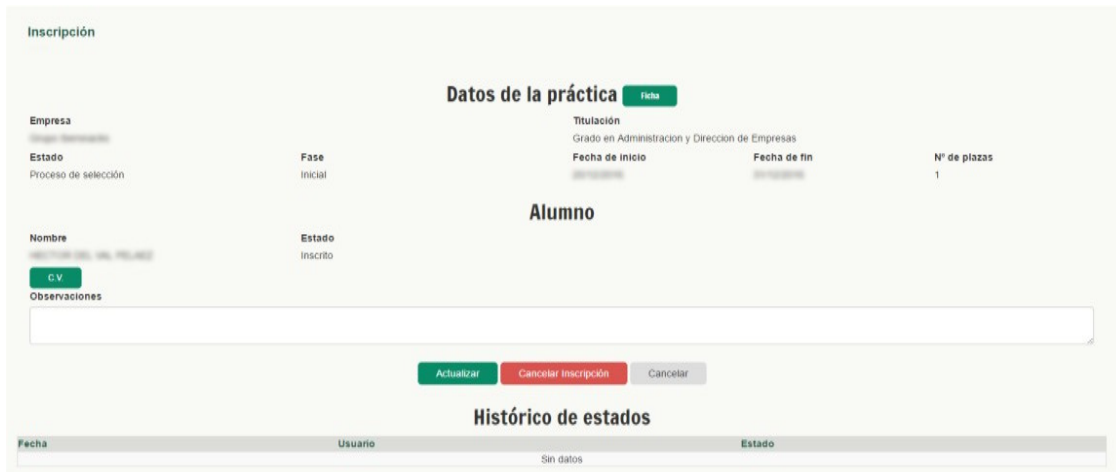 Inscripción
Datos de la práctica Ficha
Empresa Titulación
Grado en Administracion y Direccion de Empresas
Estado Fase Fecha de inicio Fecha de fin Nº de plazas
Proceso de selección Inicial 1
Alumno
Nombre Estado
Inscrito
C.V.
Observaciones
Actualizar Cancelar Inscripción Cancelar
Histórico de estados
Fecha Usuario Estado
Sin datos